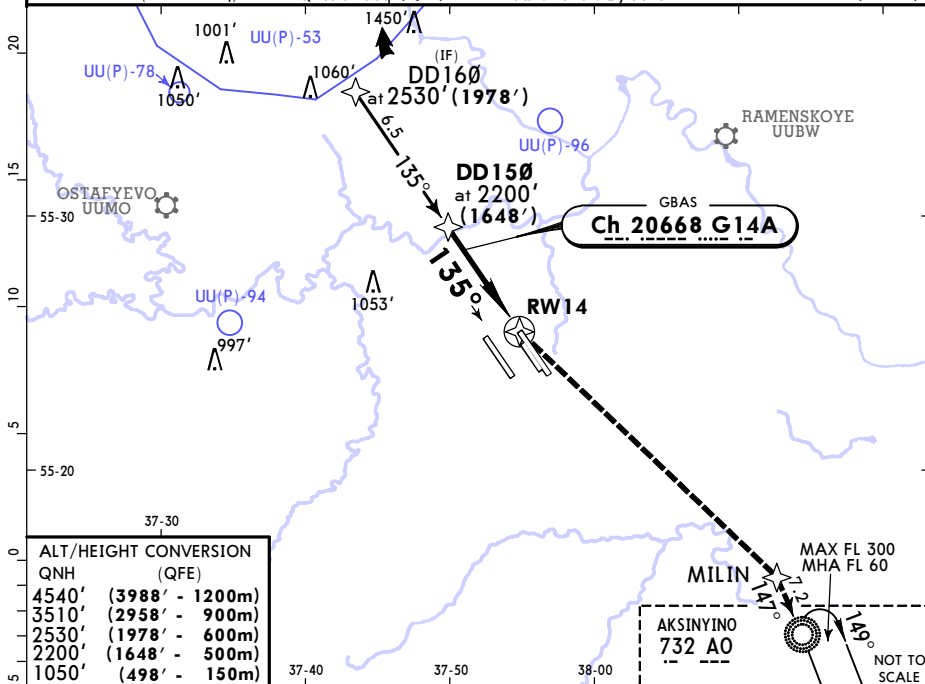 1450'
1001'
UU(P)-53
20
(IF)
DD16Ø
at 2530' (1978')
UU(P)-78
1060'
1050'
6.5
RAMENSKOYE
UUBW
UU(P)-96
135°
15
DD15Ø
at 2200'
(1648')
OSTAFYEVO
UUMO
55-30
GBAS
Ch 20668 G14A
135°
UU(P)-94
1053'
10
RW14
997'
5
55-20
37-30
0
ALT/HEIGHT CONVERSION
QNH (QFE)
4540' (3988' - 1200m)
3510' (2958' - 900m)
2530' (1978' - 600m)
2200' (1648' - 500m)
1050' (498' - 150m)
MAX FL 300
MHA FL 60
MILIN
7.2
147°
149°
AKSINYINO
732 AO
NOT TO
SCALE
5
37-40
37-50
38-00